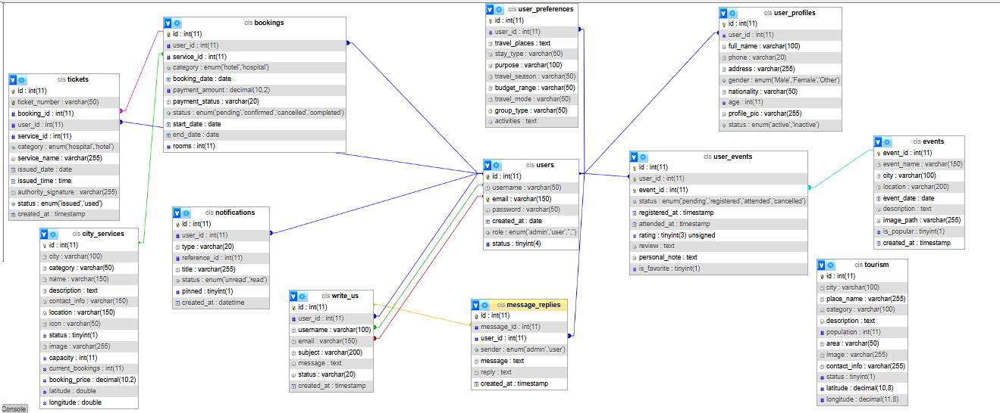 cis bookings
id : int(11)
user_id : int(11)
service_id : int(11)
category : enum('hotel','hospital')
booking_date : date
payment_amount : decimal(10,2)
payment_status : varchar(20)
status : enum('pending','confirmed','cancelled','completed')
start_date : date
end_date : date
rooms : int(11)
cis user_preferences
id : int(11)
user_id : int(11)
travel_places : text
stay_type : varchar(50)
purpose : varchar(100)
travel_season : varchar(50)
budget_range : varchar(50)
travel_mode : varchar(50)
group_type : varchar(50)
activities : text
cis user_profiles
id : int(11)
user_id : int(11)
full_name : varchar(100)
phone : varchar(20)
address : varchar(255)
gender : enum('Male','Female','Other')
nationality : varchar(50)
age : int(11)
profile_pic : varchar(255)
status : enum('active','inactive')
cis tickets
id : int(11)
ticket_number : varchar(50)
booking_id : int(11)
user_id : int(11)
service_id : int(11)
category : enum('hospital','hotel')
service_name : varchar(255)
issued_date : date
issued_time : time
authority_signature : varchar(255)
status : enum('issued','used')
created_at : timestamp
cis users
id : int(11)
username : varchar(50)
email : varchar(150)
password : varchar(50)
created_at : date
role : enum('admin','user','','')
status : tinyint(4)
cis user_events
id : int(11)
user_id : int(11)
event_id : int(11)
status : enum('pending','registered','attended','cancelled')
registered_at : timestamp
attended_at : timestamp
rating : tinyint(3) unsigned
review : text
personal_note : text
is_favorite : tinyint(1)
cis events
event_id : int(11)
event_name : varchar(150)
city : varchar(100)
location : varchar(200)
event_date : date
description : text
image_path : varchar(255)
is_popular : tinyint(1)
created_at : timestamp
cis notifications
id : int(11)
user_id : int(11)
type : varchar(20)
reference_id : int(11)
title : varchar(255)
status : enum('unread','read')
pinned : tinyint(1)
created_at : datetime
cis city_services
id : int(11)
city : varchar(100)
category : varchar(50)
name : varchar(150)
description : text
contact_info : varchar(150)
location : varchar(150)
icon : varchar(50)
status : tinyint(1)
image : varchar(255)
capacity : int(11)
current_bookings : int(11)
booking_price : decimal(10,2)
latitude : double
longitude : double
cis write_us
id : int(11)
user_id : int(11)
username : varchar(100)
email : varchar(150)
subject : varchar(200)
message : text
status : varchar(20)
created_at : timestamp
cis message_replies
id : int(11)
message_id : int(11)
user_id : int(11)
sender : enum('admin','user')
message : text
reply : text
created_at : timestamp
cis tourism
id : int(11)
city : varchar(100)
place_name : varchar(255)
category : varchar(100)
description : text
population : int(11)
area : varchar(50)
image : varchar(255)
contact_info : varchar(255)
status : tinyint(1)
latitude : decimal(10,8)
longitude : decimal(11,8)
Console